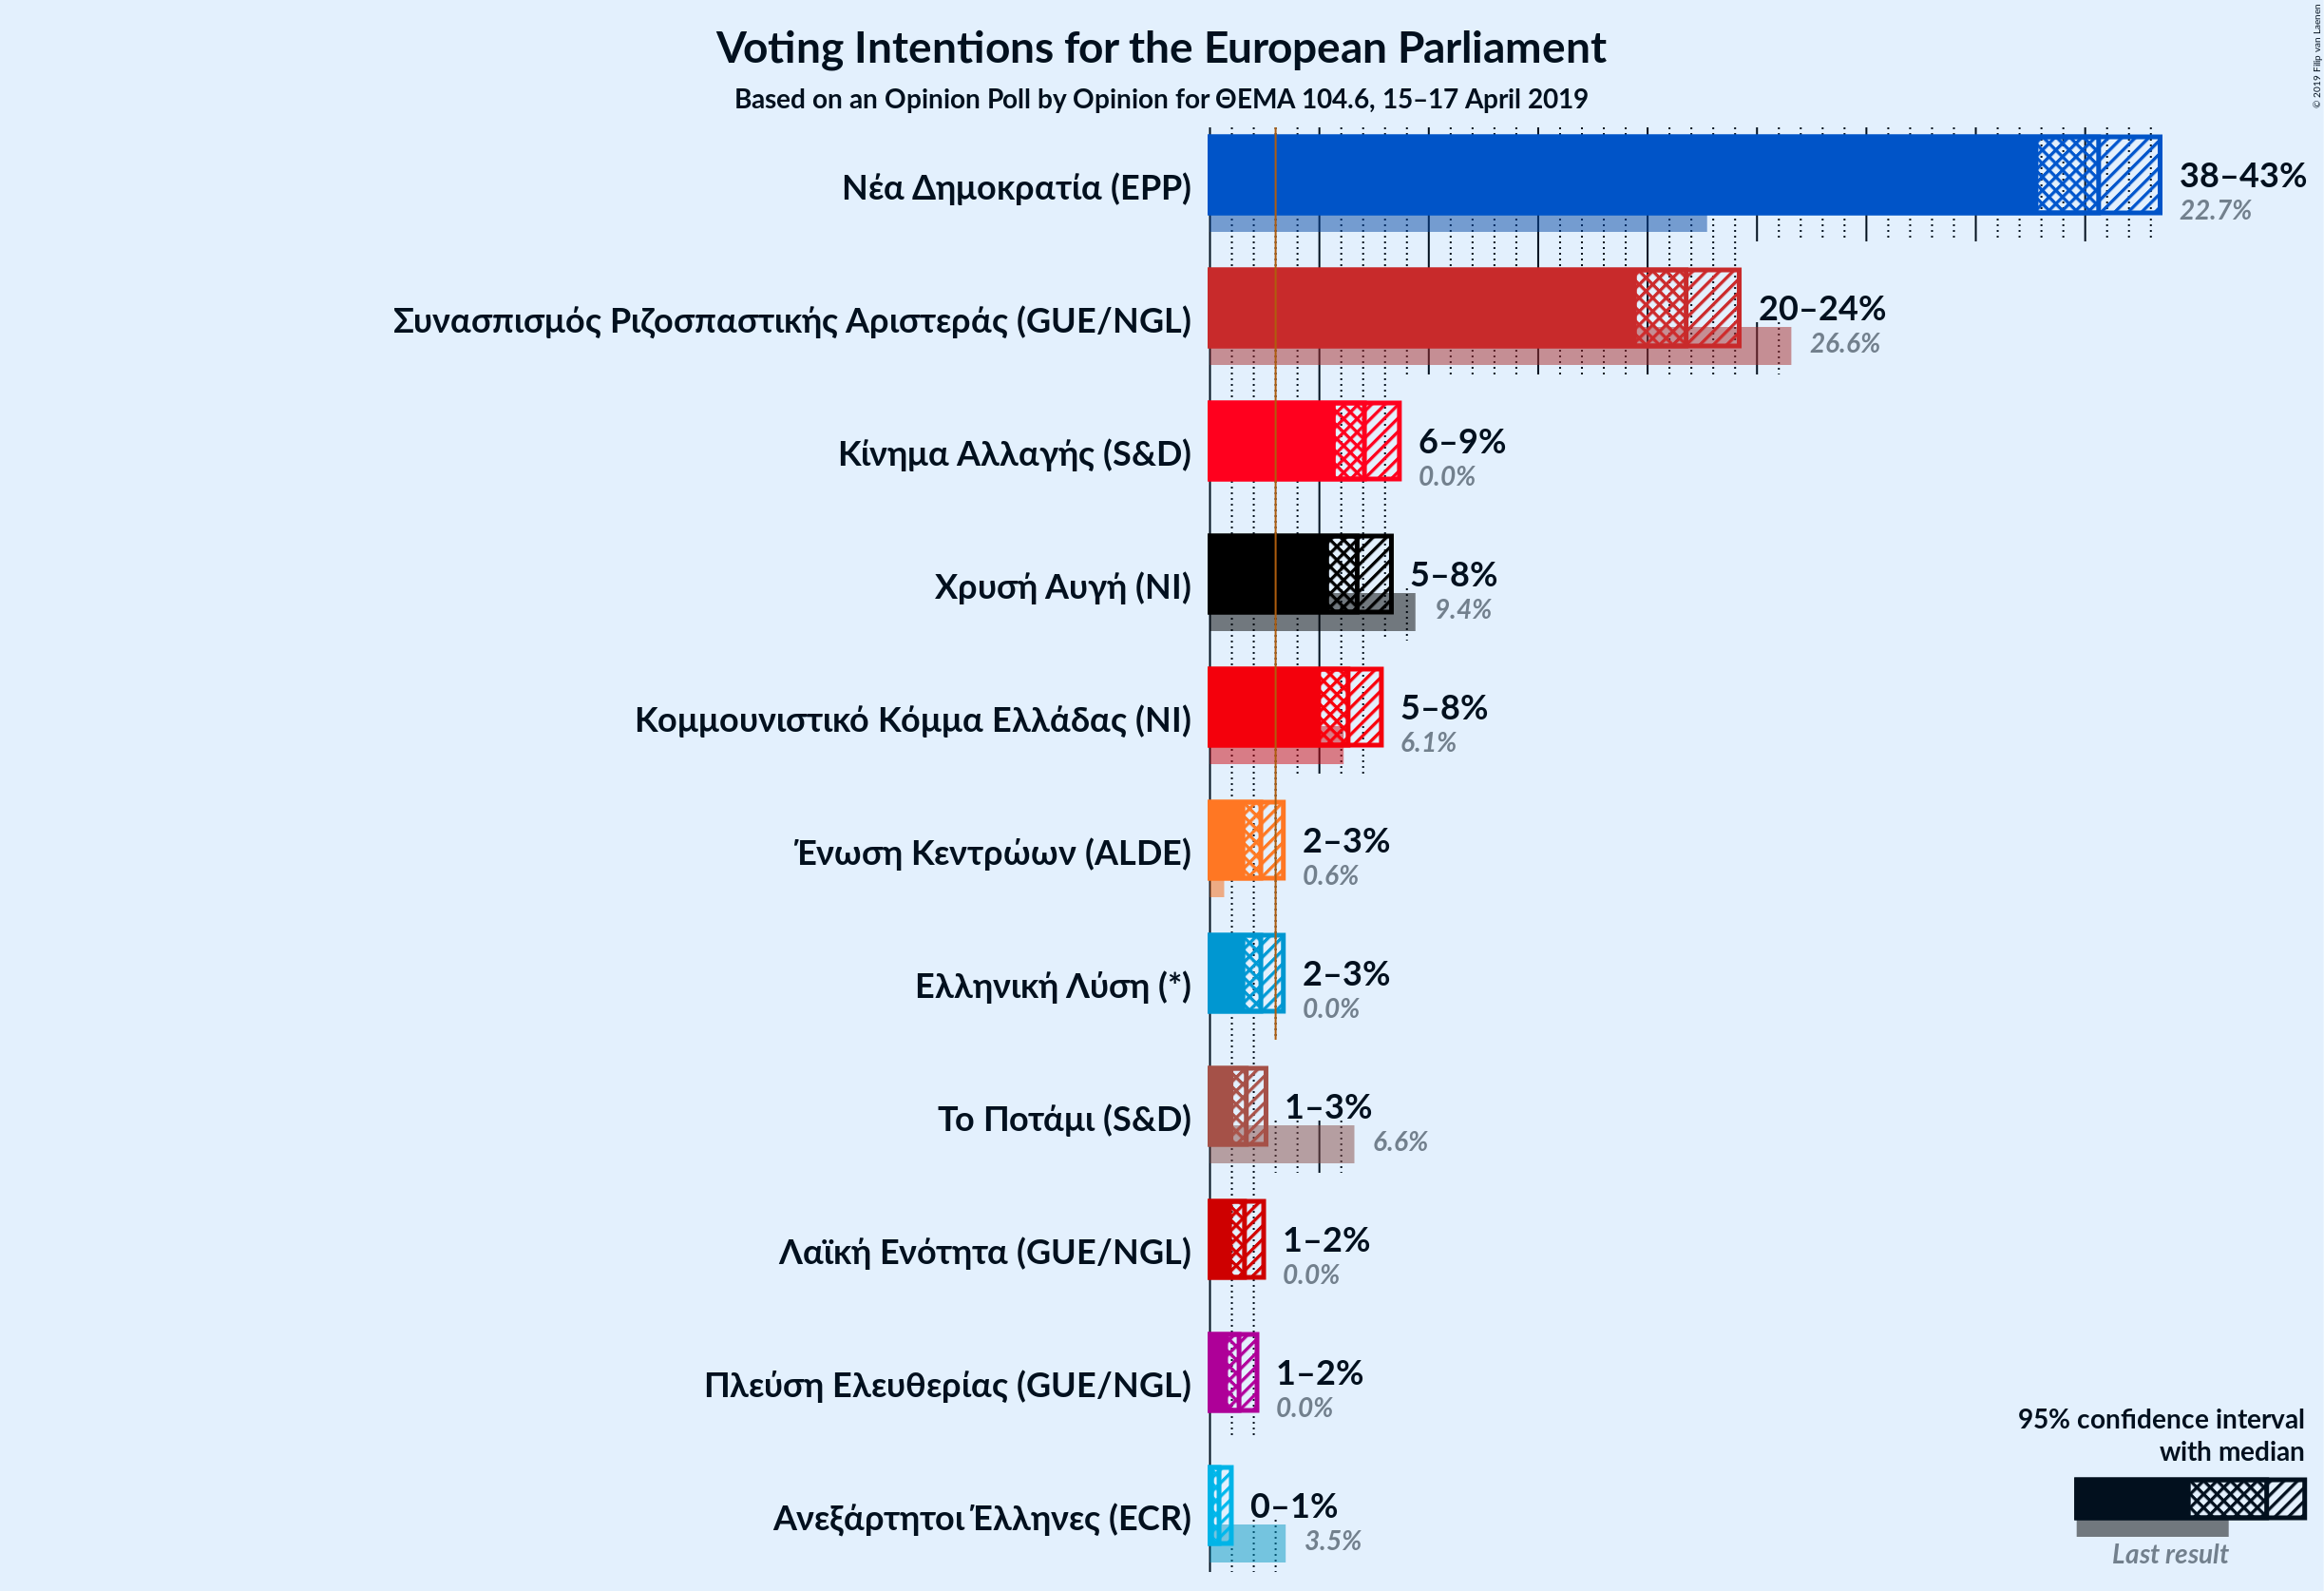 Voting Intentions for the European Parliament
Based on an Opinion Poll by Opinion for ΘΕΜΑ 104.6, 15–17 April 2019
© 2019 Filip van Laenen
Νέα Δημοκρατία (EPP)
38–43%
22.7%
Συνασπισμός Ριζοσπαστικής Αριστεράς (GUE/NGL)
20–24%
26.6%
Κίνημα Αλλαγής (S&D)
6–9%
0.0%
Χρυσή Αυγή (NI)
5–8%
9.4%
Κομμουνιστικό Κόμμα Ελλάδας (NI)
5–8%
6.1%
Ένωση Κεντρώων (ALDE)
2–3%
0.6%
Ελληνική Λύση (*)
2–3%
0.0%
Το Ποτάμι (S&D)
1–3%
6.6%
Λαϊκή Ενότητα (GUE/NGL)
1–2%
0.0%
Πλεύση Ελευθερίας (GUE/NGL)
1–2%
0.0%
Ανεξάρτητοι Έλληνες (ECR)
0–1%
3.5%
95% confidence interval
with median
Last result